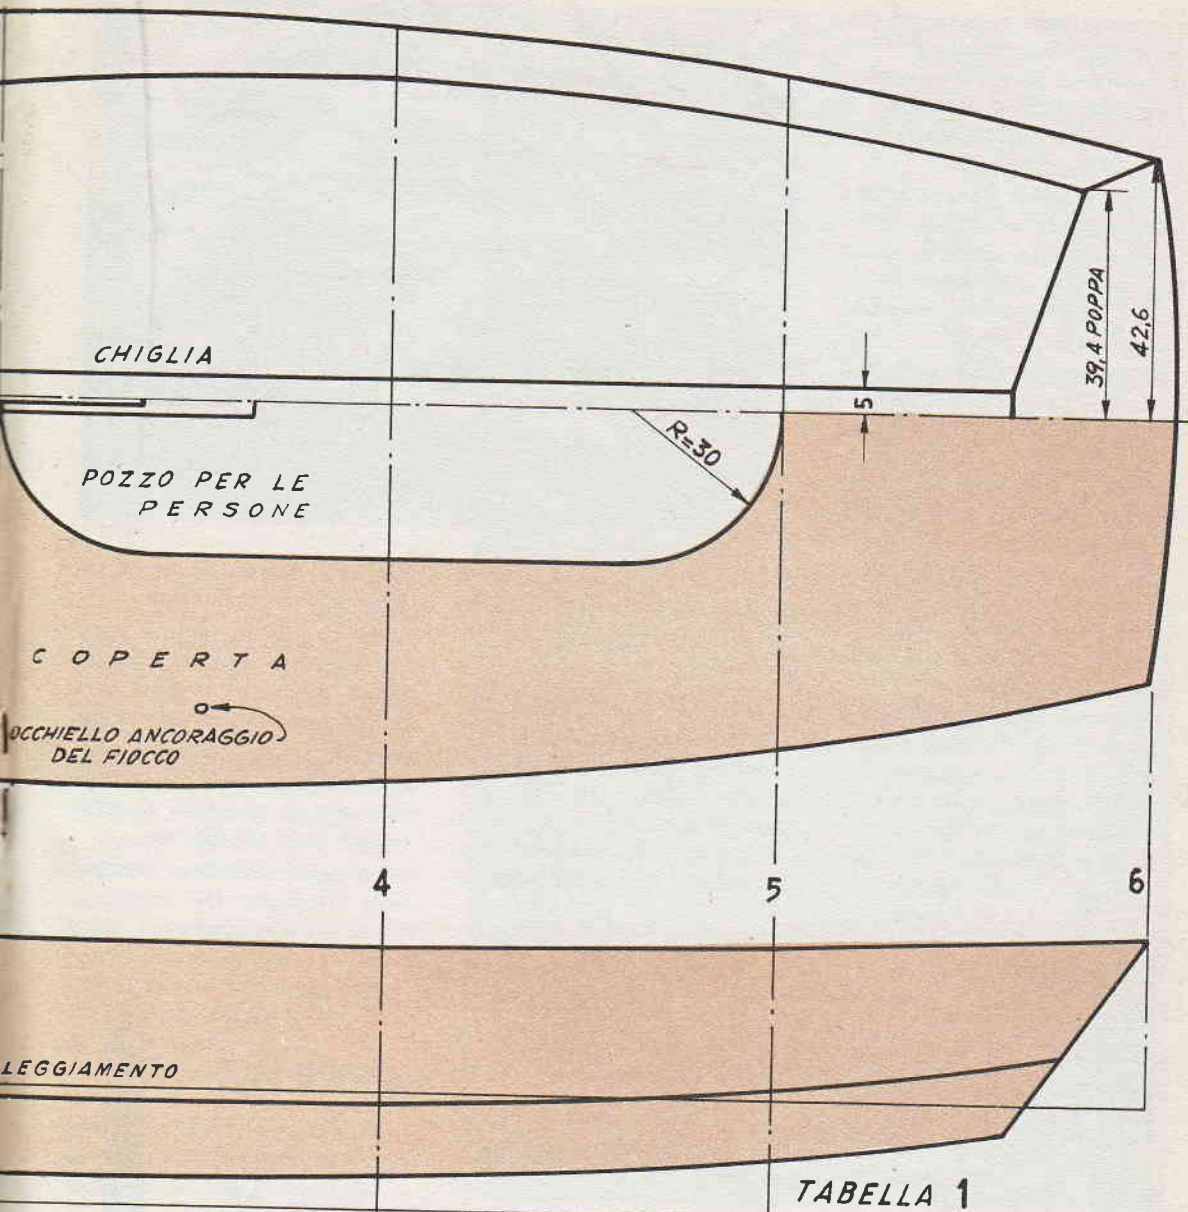 39,4 POPPA
42,6
CHIGLIA
5
R=30
POZZO PER LE
PERSONE
COPERTA
OCCHIELLO ANCORAGGIO
DEL FIOCCO
4
5
6
LEGGIAMENTO
TABELLA 1